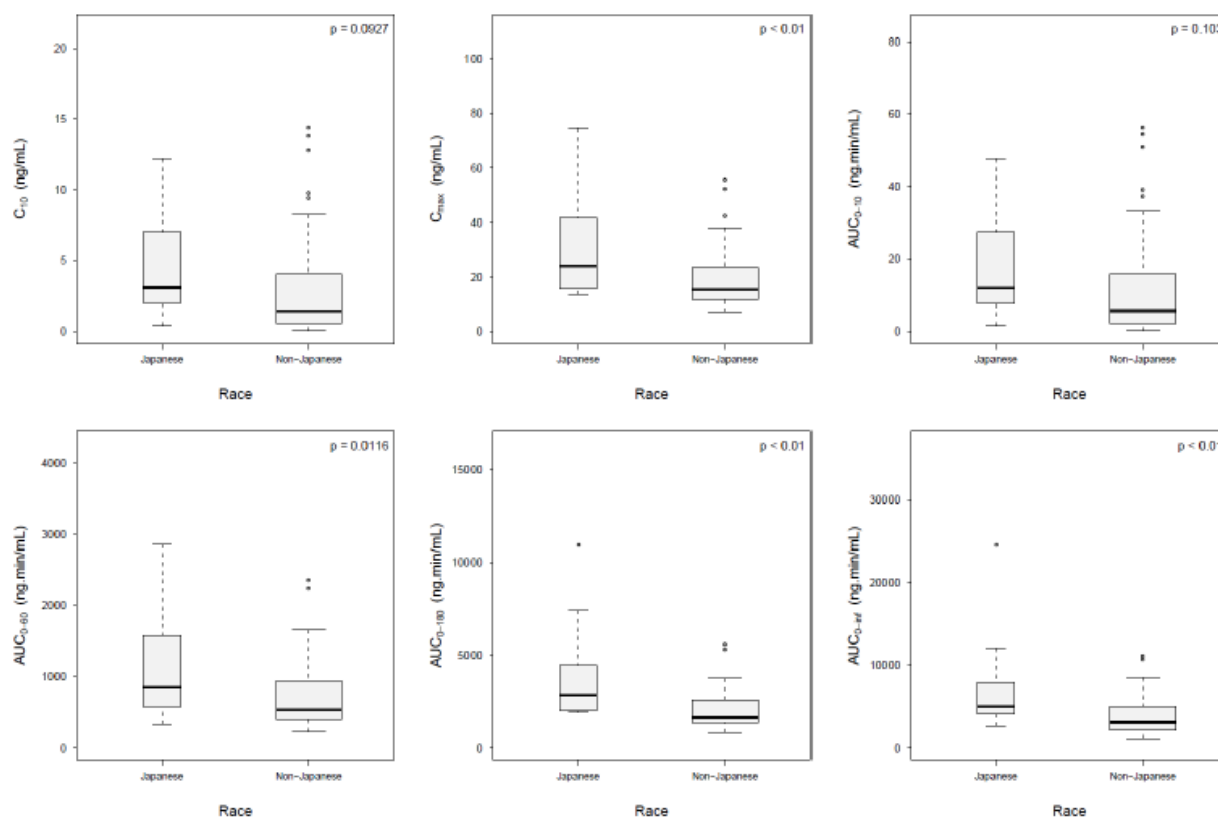 p = 0.0927
20
15
10
5
0
C10 (ng/mL)
Japanese
Non-Japanese
Race
p < 0.01
100
80
60
40
20
0
Cmax (ng/mL)
Japanese
Non-Japanese
Race
p = 0.103
80
60
40
20
0
AUC0-10 (ng.min/mL)
Japanese
Non-Japanese
Race
p = 0.0116
4000
3000
2000
1000
0
AUC0-60 (ng.min/mL)
Japanese
Non-Japanese
Race
p < 0.01
15000
10000
5000
0
AUC0-180 (ng.min/mL)
Japanese
Non-Japanese
Race
p < 0.01
30000
20000
10000
0
AUC0-inf (ng.min/mL)
Japanese
Non-Japanese
Race